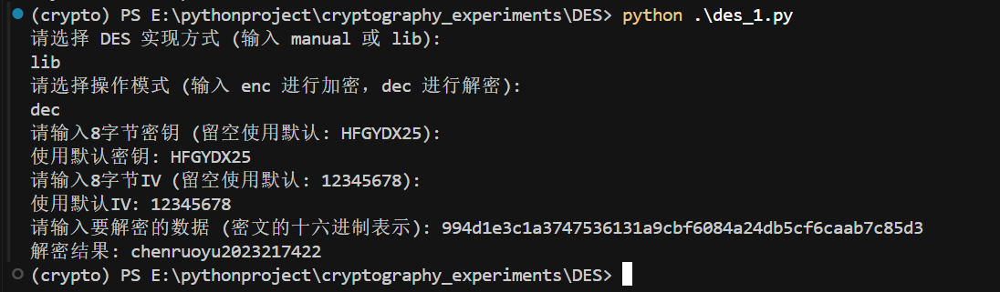 (crypto) PS E:\pythonproject\cryptography_experiments\DES> python .\des_1.py
请选择 DES 实现方式 (输入 manual 或 lib):
lib
请选择操作模式 (输入 enc 进行加密，dec 进行解密):
dec
请输入8字节密钥 (留空使用默认: HFGYDX25):
使用默认密钥: HFGYDX25
请输入8字节IV (留空使用默认: 12345678):
使用默认IV: 12345678
请输入要解密的数据 (密文的十六进制表示): 994d1e3c1a3747536131a9cbf6084a24db5cf6caab7c85d3
解密结果: chenruoyu2023217422
(crypto) PS E:\pythonproject\cryptography_experiments\DES>